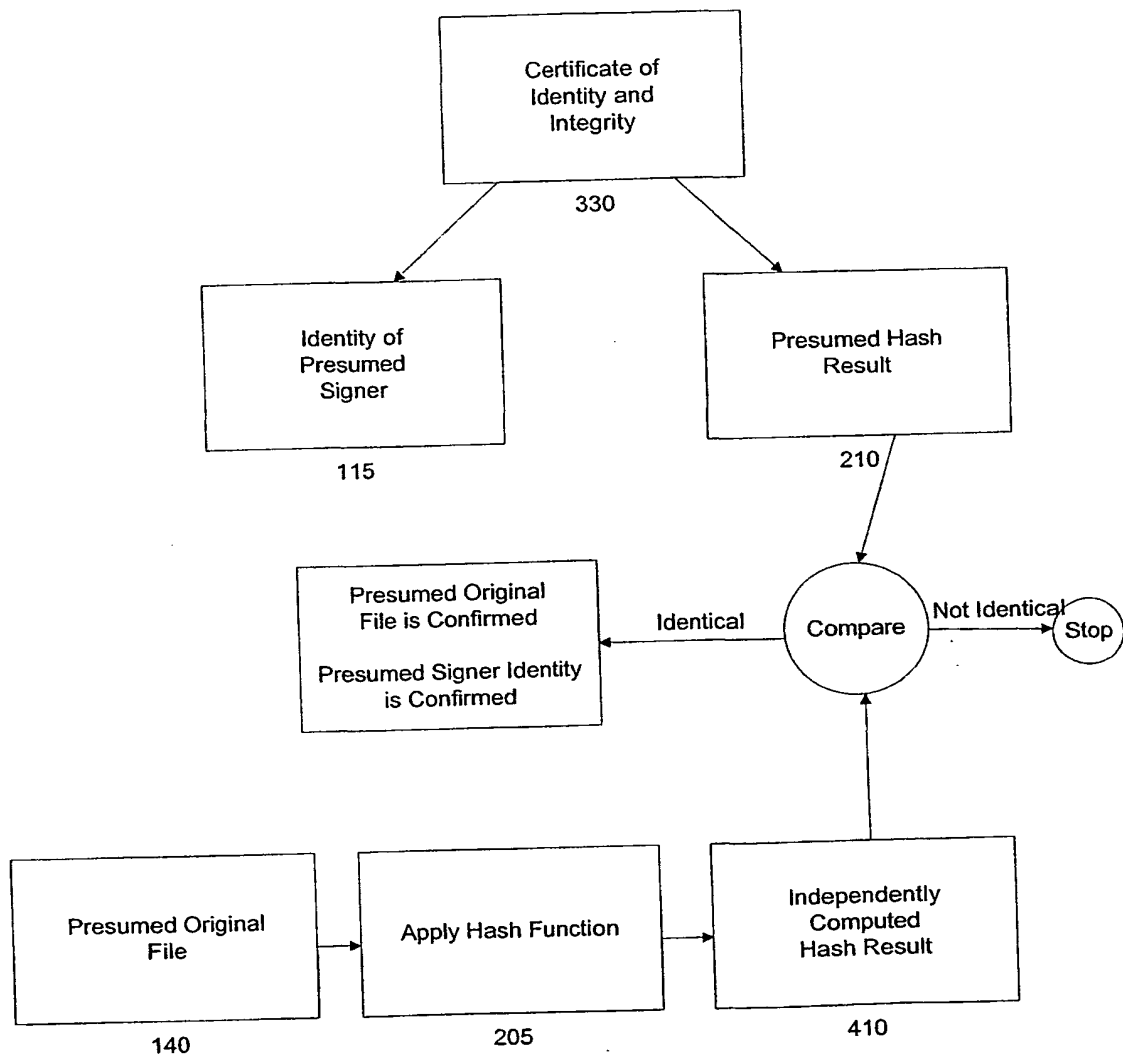 Certificate of
Identity and
Integrity
330
Identity of
Presumed
Signer
115
Presumed Hash
Result
210
Presumed Original
File is Confirmed
Presumed Signer Identity
is Confirmed
Identical
Compare
Not Identical
Stop
Presumed Original
File
140
Apply Hash Function
205
Independently
Computed
Hash Result
410